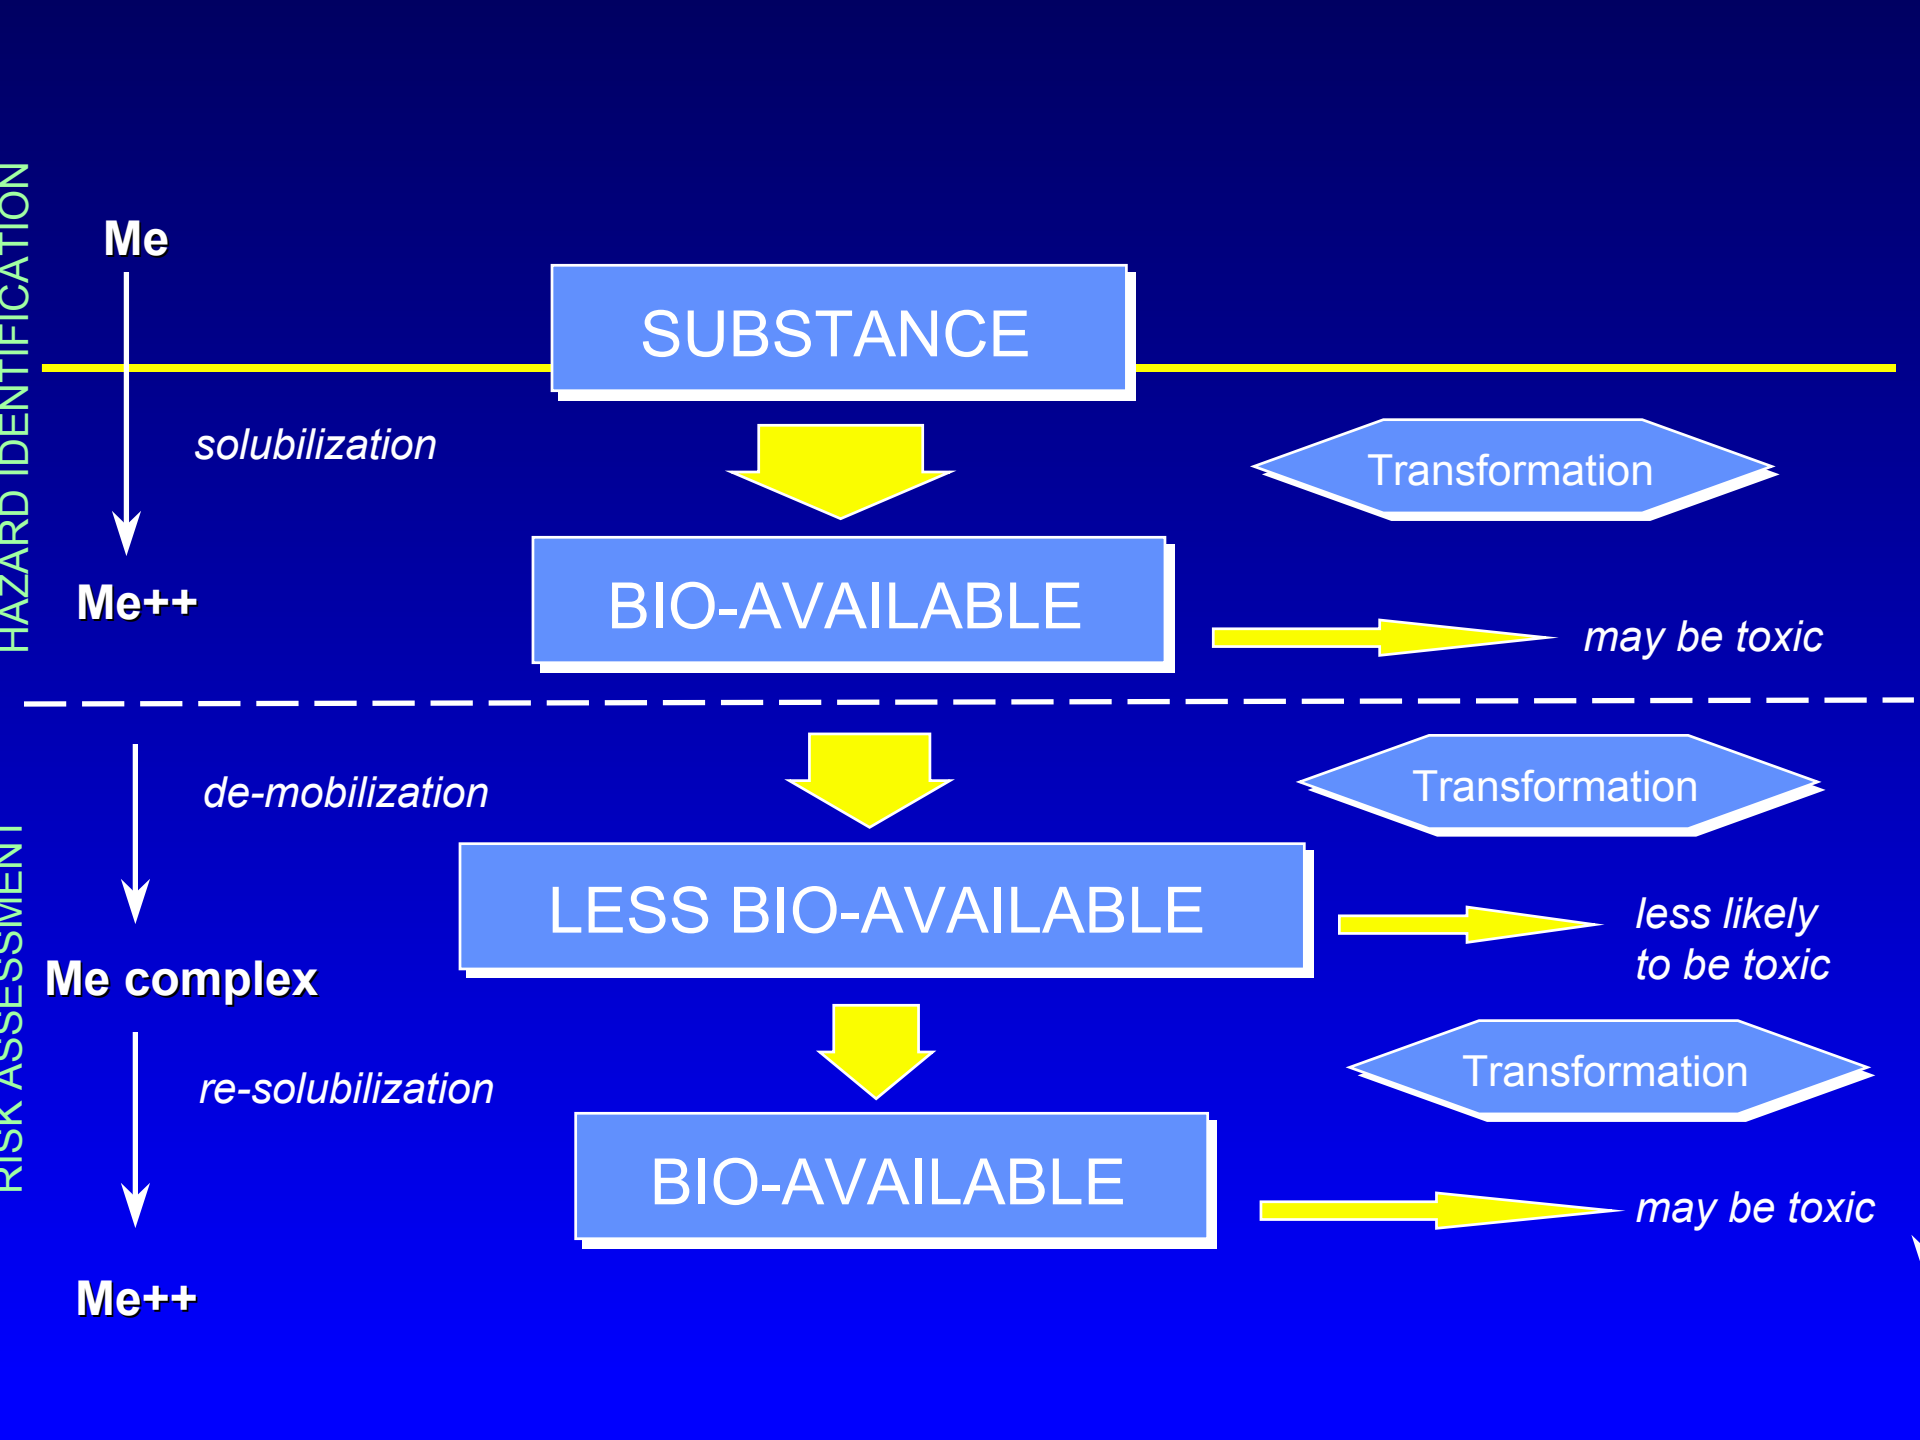 HAZARD IDENTIFICATION
Me
SUBSTANCE
solubilization
Transformation
Me++
BIO-AVAILABLE
may be toxic
RISK ASSESSMENT
de-mobilization
Transformation
LESS BIO-AVAILABLE
less likely
to be toxic
Me complex
re-solubilization
Transformation
BIO-AVAILABLE
may be toxic
Me++